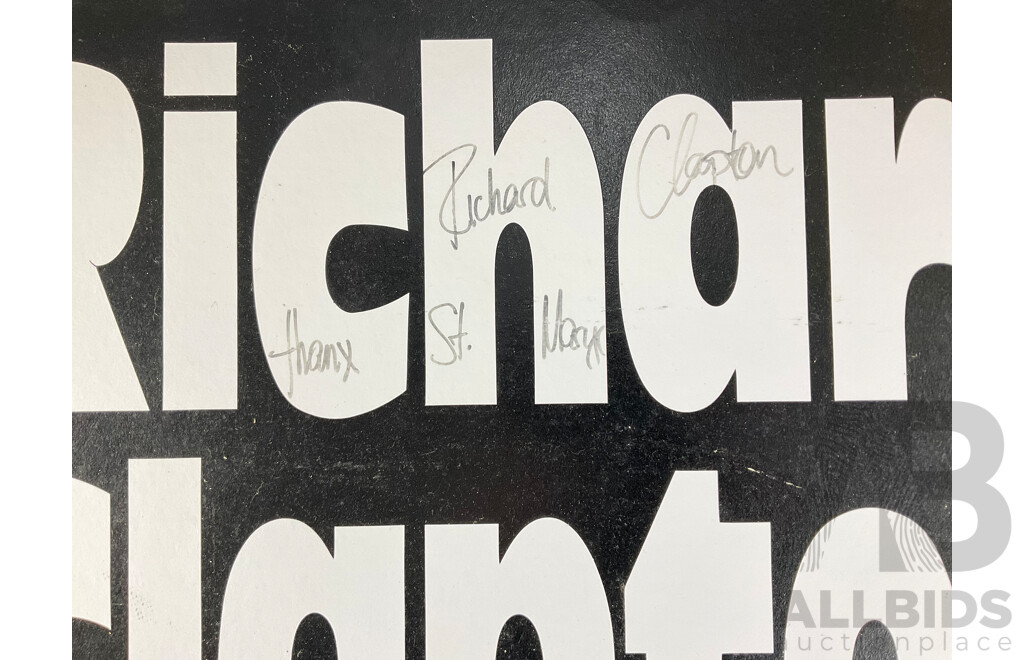 Richar
Richard Clapton
thanx St. Marys
Clapto
ALLBIDS
auctionplace